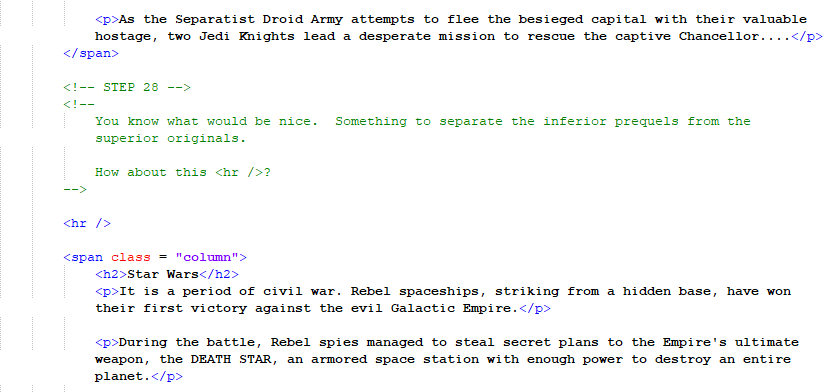 <p>As the Separatist Droid Army attempts to flee the besieged capital with their valuable
hostage, two Jedi Knights lead a desperate mission to rescue the captive Chancellor....</p>
</span>
<!-- STEP 28 -->
<!--
You know what would be nice.  Something to separate the inferior prequels from the
superior originals.
How about this <hr />?
-->
<hr />
<span class = "column">
<h2>Star Wars</h2>
<p>It is a period of civil war. Rebel spaceships, striking from a hidden base, have won
their first victory against the evil Galactic Empire.</p>
<p>During the battle, Rebel spies managed to steal secret plans to the Empire's ultimate
weapon, the DEATH STAR, an armored space station with enough power to destroy an entire
planet.</p>